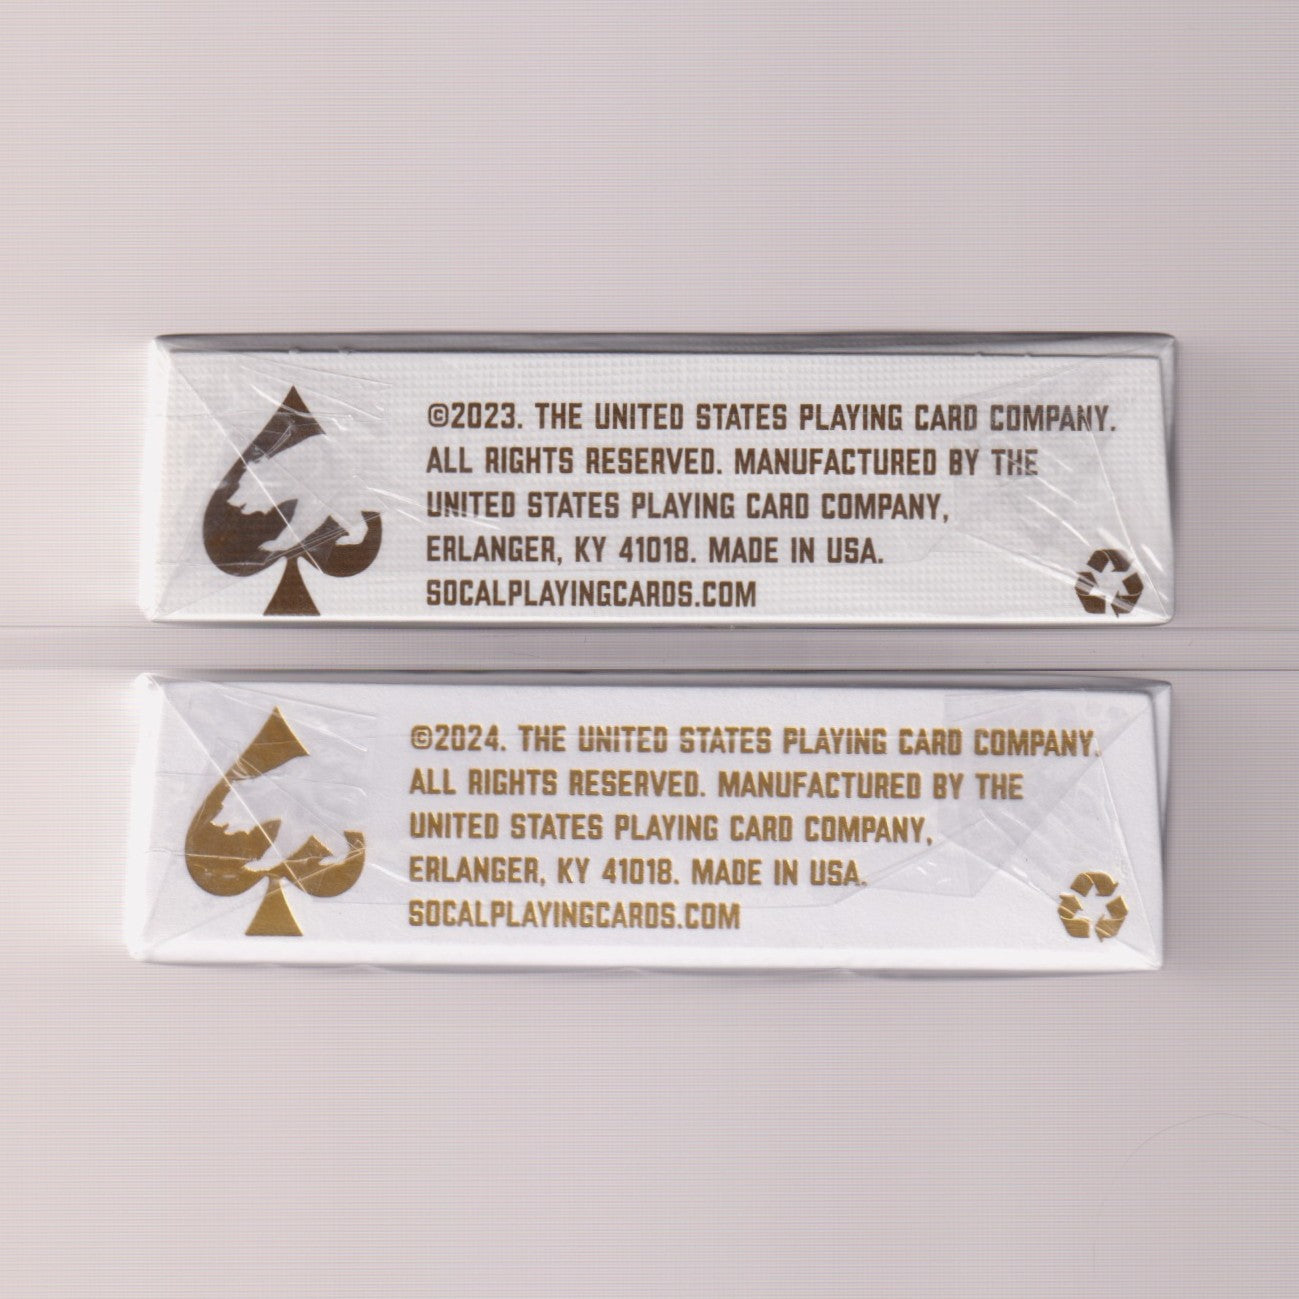 ©2023. THE UNITED STATES PLAYING CARD COMPANY.
ALL RIGHTS RESERVED. MANUFACTURED BY THE
UNITED STATES PLAYING CARD COMPANY,
ERLANGER, KY 41018. MADE IN USA.
SOCALPLAYINGCARDS.COM
©2024. THE UNITED STATES PLAYING CARD COMPANY.
ALL RIGHTS RESERVED. MANUFACTURED BY THE
UNITED STATES PLAYING CARD COMPANY,
ERLANGER, KY 41018. MADE IN USA.
SOCALPLAYINGCARDS.COM